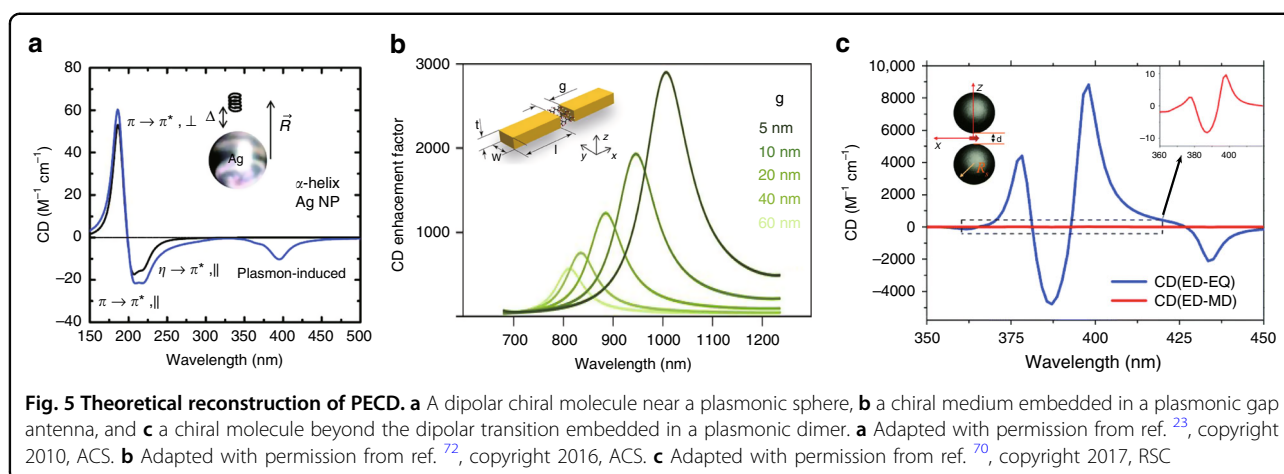 a
80
60
40
20
0
−20
−40
CD (M⁻¹ cm⁻¹)
π → π* , ⊥
Δ
R⃗
Ag
α-helix
Ag NP
η → π* ,||
Plasmon-induced
π → π* ,||
150 200 250 300 350 400 450 500
Wavelength (nm)
b
3000
2000
1000
CD enhacement factor
g
t
w
l
z
y
x
g
5 nm
10 nm
20 nm
40 nm
60 nm
700 800 900 1000 1100 1200
Wavelength (nm)
c
10,000
8000
6000
4000
2000
0
−2000
−4000
CD (M⁻¹ cm⁻¹)
z
x
d
10
0
−10
360 400
CD(ED-EQ)
CD(ED-MD)
350 375 400 425 450
Wavelength (nm)
Fig. 5 Theoretical reconstruction of PECD. a A dipolar chiral molecule near a plasmonic sphere, b a chiral medium embedded in a plasmonic gap
antenna, and c a chiral molecule beyond the dipolar transition embedded in a plasmonic dimer. a Adapted with permission from ref. 23, copyright
2010, ACS. b Adapted with permission from ref. 72, copyright 2016, ACS. c Adapted with permission from ref. 70, copyright 2017, RSC